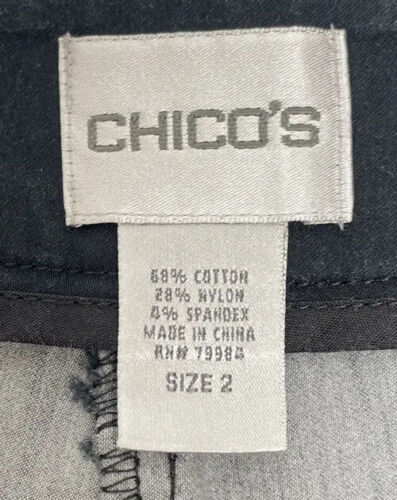 CHICO'S
68% COTTON
28% NYLON
4% SPANDEX
MADE IN CHINA
RN# 79984
SIZE 2